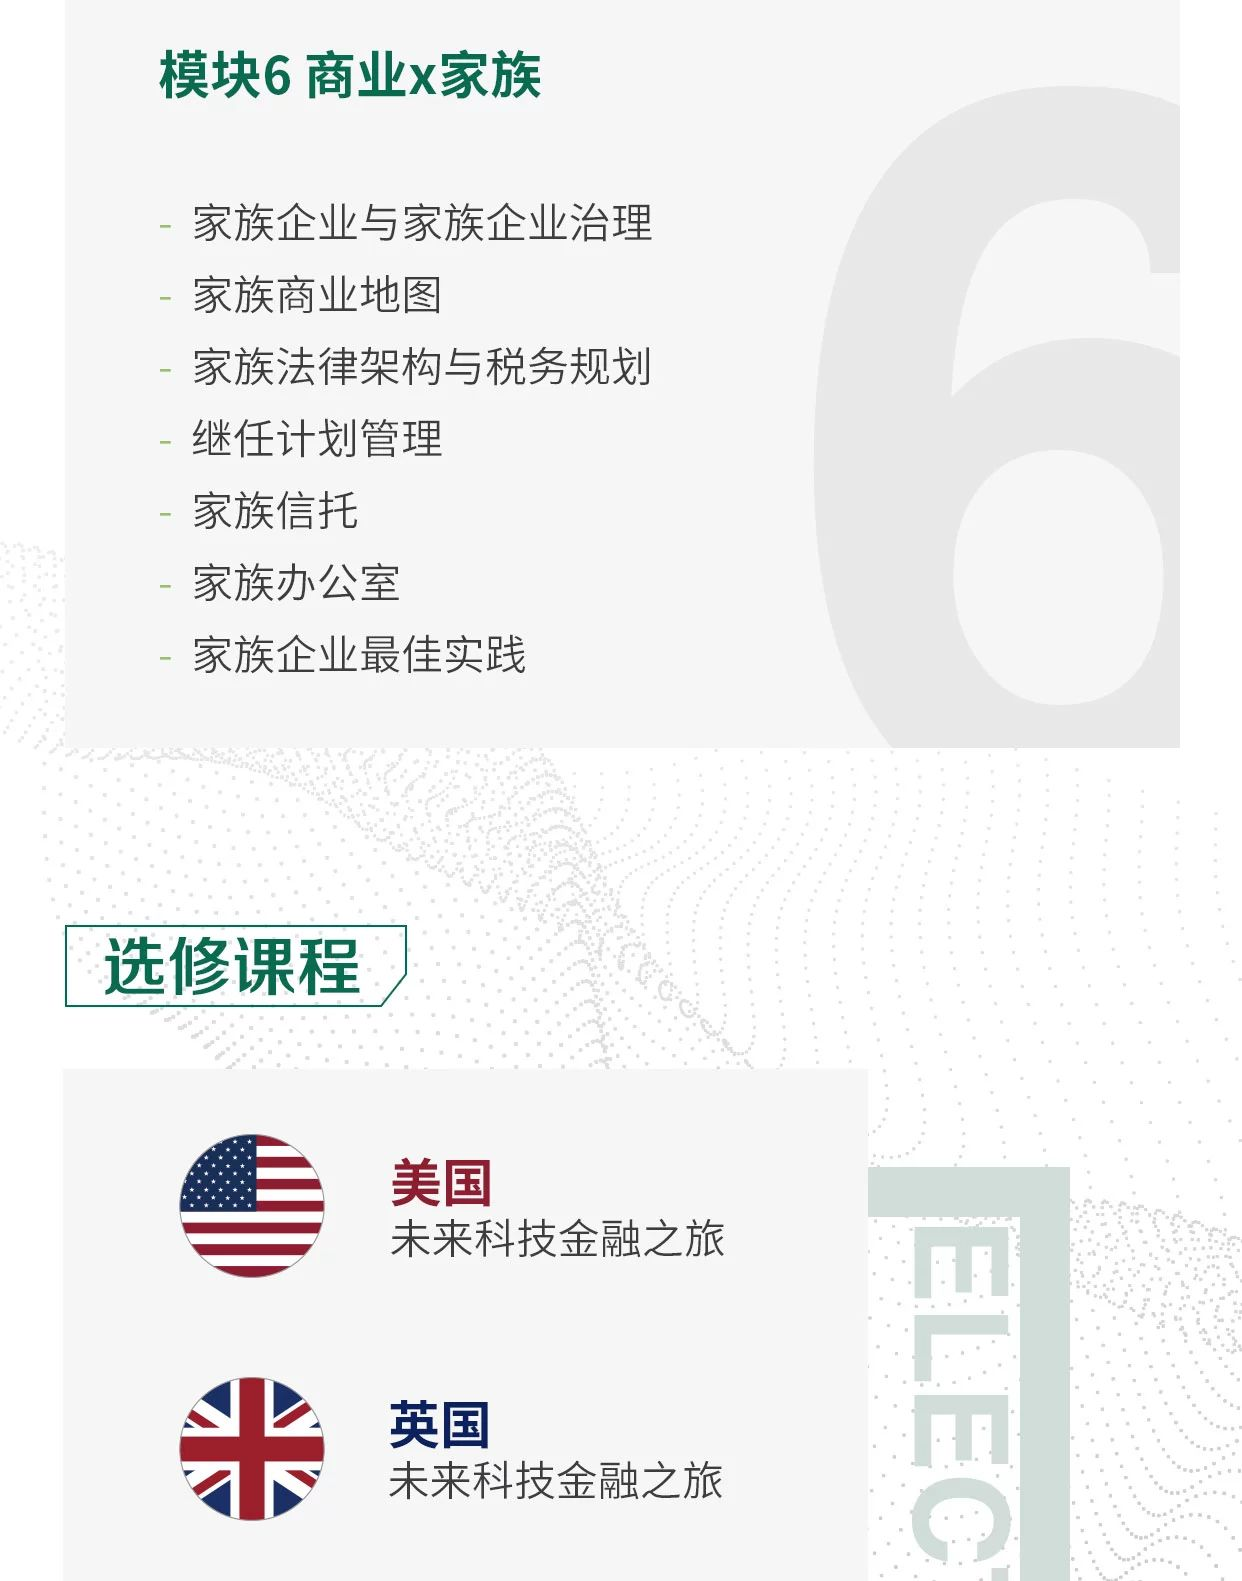 模块6 商业x家族
- 家族企业与家族企业治理
- 家族商业地图
- 家族法律架构与税务规划
- 继任计划管理
- 家族信托
- 家族办公室
- 家族企业最佳实践
6
选修课程
美国
未来科技金融之旅
英国
未来科技金融之旅
ELEC